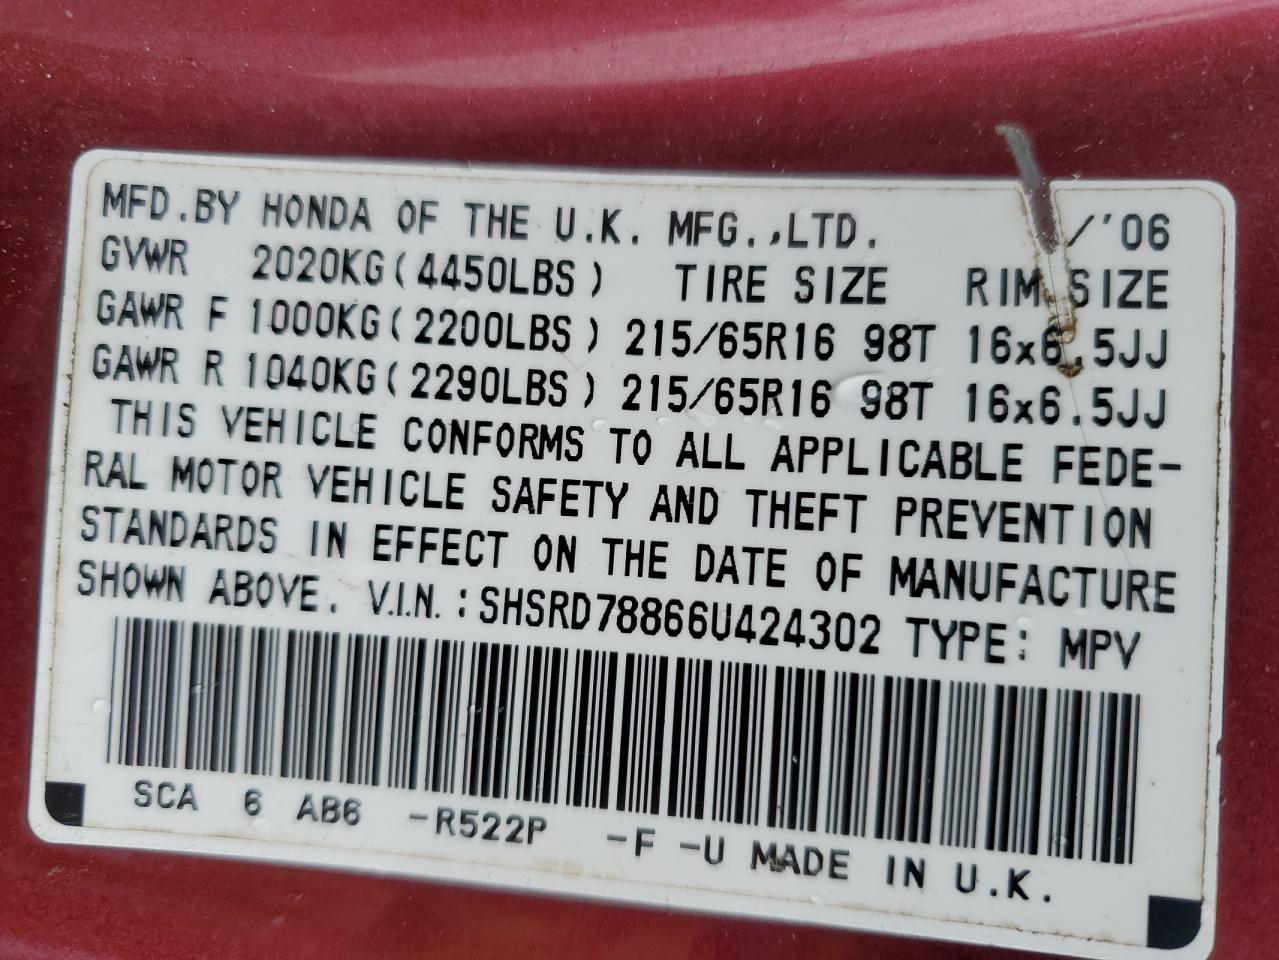 MFD.BY HONDA OF THE U.K. MFG.,LTD. /'06
GVWR 2020KG(4450LBS) TIRE SIZE RIM SIZE
GAWR F 1000KG(2200LBS) 215/65R16 98T 16x6.5JJ
GAWR R 1040KG(2290LBS) 215/65R16 98T 16x6.5JJ
THIS VEHICLE CONFORMS TO ALL APPLICABLE FEDE-
RAL MOTOR VEHICLE SAFETY AND THEFT PREVENTION
STANDARDS IN EFFECT ON THE DATE OF MANUFACTURE
SHOWN ABOVE. V.I.N.:SHSRD78866U424302 TYPE: MPV
SCA 6 AB6 -R522P -F -U MADE IN U.K.